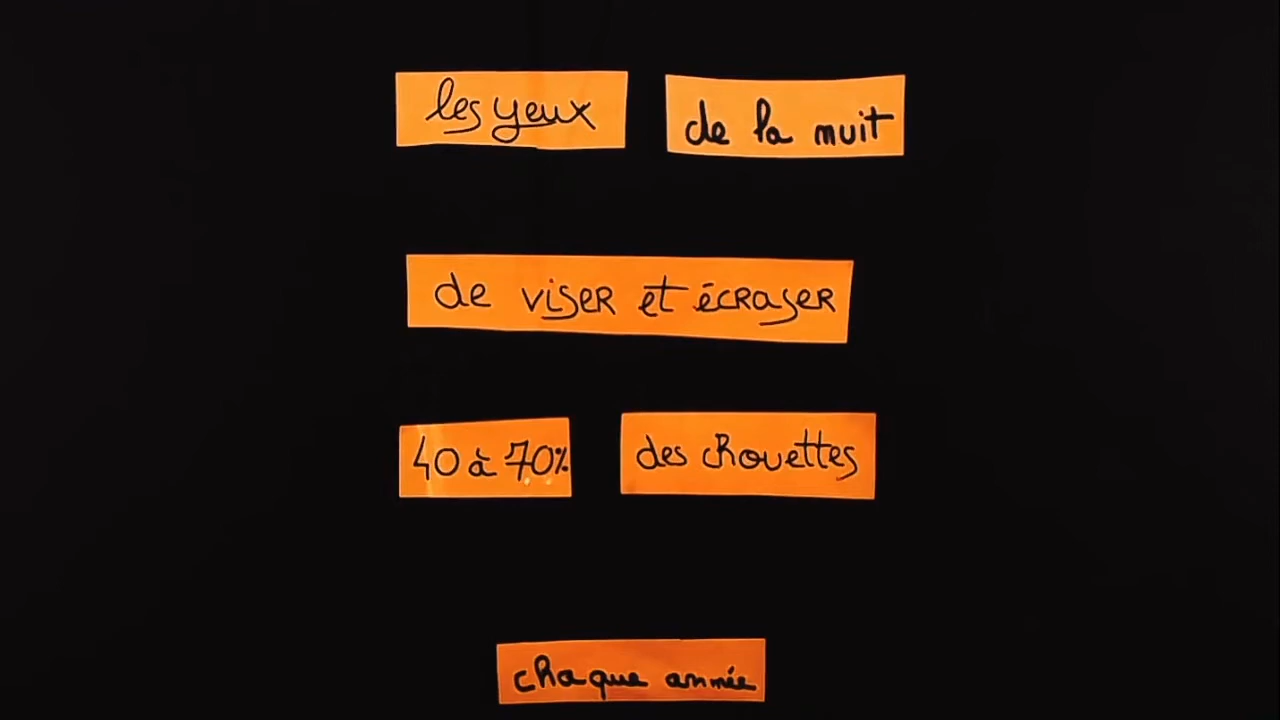 les yeux de la nuit
de viser et écraser
40 à 70% des chouettes
chaque année